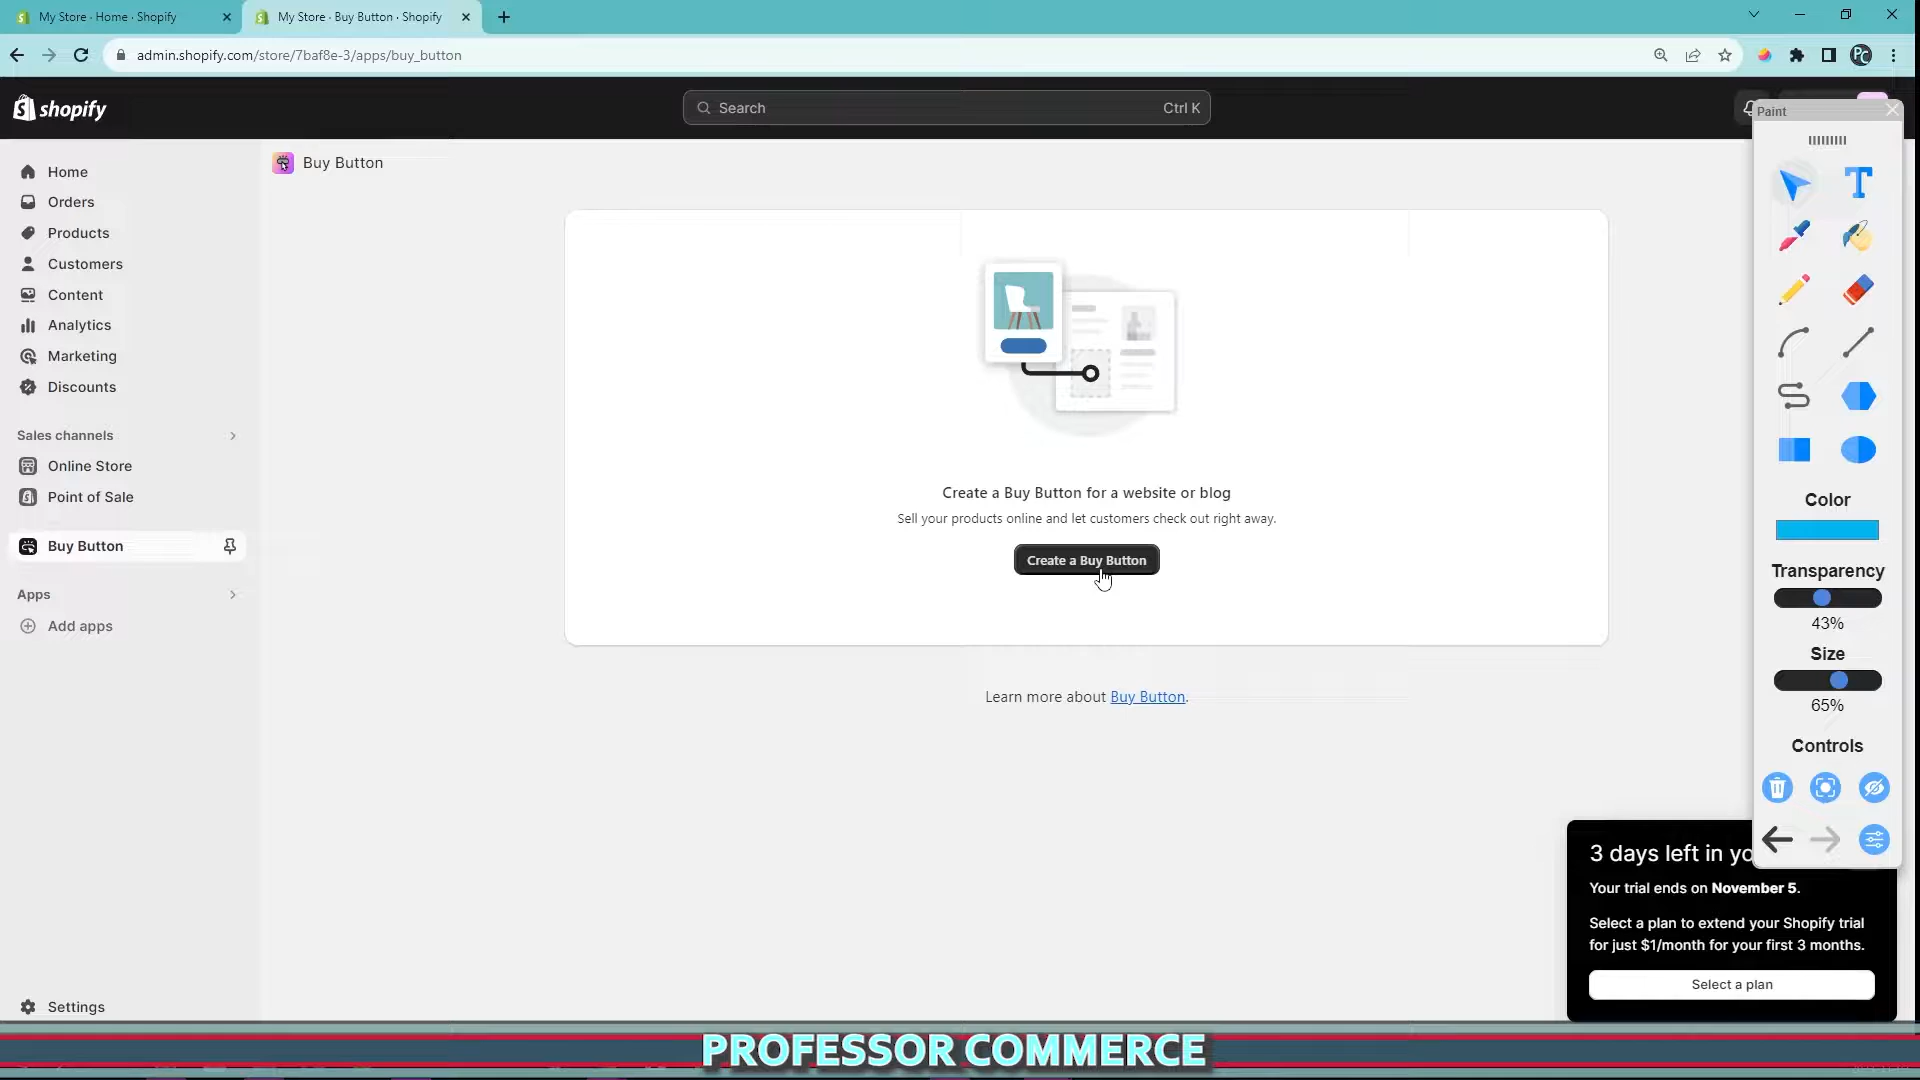 My Store · Home · Shopify
My Store · Buy Button · Shopify
admin.shopify.com/store/7baf8e-3/apps/buy_button
PC
shopify
Search
Ctrl K
Paint
Home
Orders
Products
Customers
Content
Analytics
Marketing
Discounts
Sales channels
Online Store
Point of Sale
Buy Button
Apps
Add apps
Settings
Buy Button
Create a Buy Button for a website or blog
Sell your products online and let customers check out right away.
Create a Buy Button
Learn more about Buy Button.
T
Color
Transparency
43%
Size
65%
Controls
3 days left in yo
Your trial ends on November 5.
Select a plan to extend your Shopify trial
for just $1/month for your first 3 months.
Select a plan
PROFESSOR COMMERCE